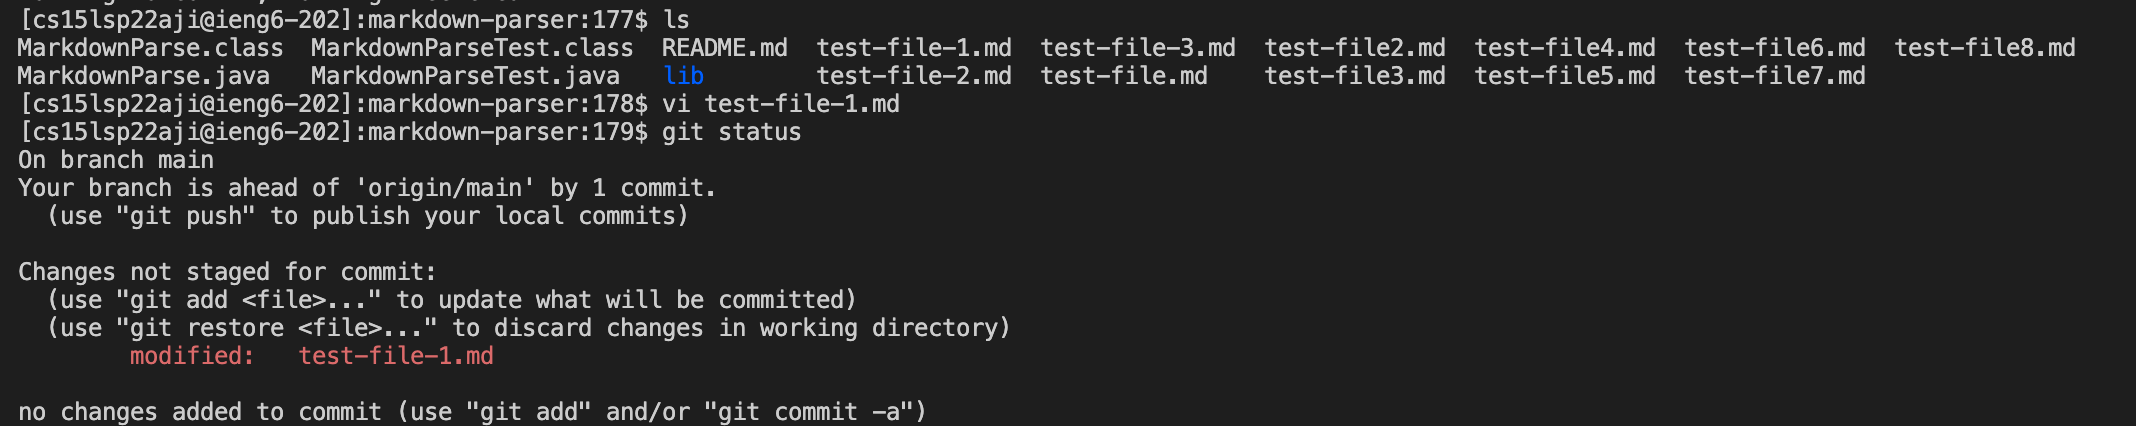 [cs15lsp22aji@ieng6-202]:markdown-parser:177$ ls
MarkdownParse.class  MarkdownParseTest.class  README.md  test-file-1.md  test-file-3.md  test-file2.md  test-file4.md  test-file6.md  test-file8.md
MarkdownParse.java   MarkdownParseTest.java   lib        test-file-2.md  test-file.md    test-file3.md  test-file5.md  test-file7.md
[cs15lsp22aji@ieng6-202]:markdown-parser:178$ vi test-file-1.md
[cs15lsp22aji@ieng6-202]:markdown-parser:179$ git status
On branch main
Your branch is ahead of 'origin/main' by 1 commit.
  (use "git push" to publish your local commits)

Changes not staged for commit:
  (use "git add <file>..." to update what will be committed)
  (use "git restore <file>..." to discard changes in working directory)
        modified:   test-file-1.md

no changes added to commit (use "git add" and/or "git commit -a")